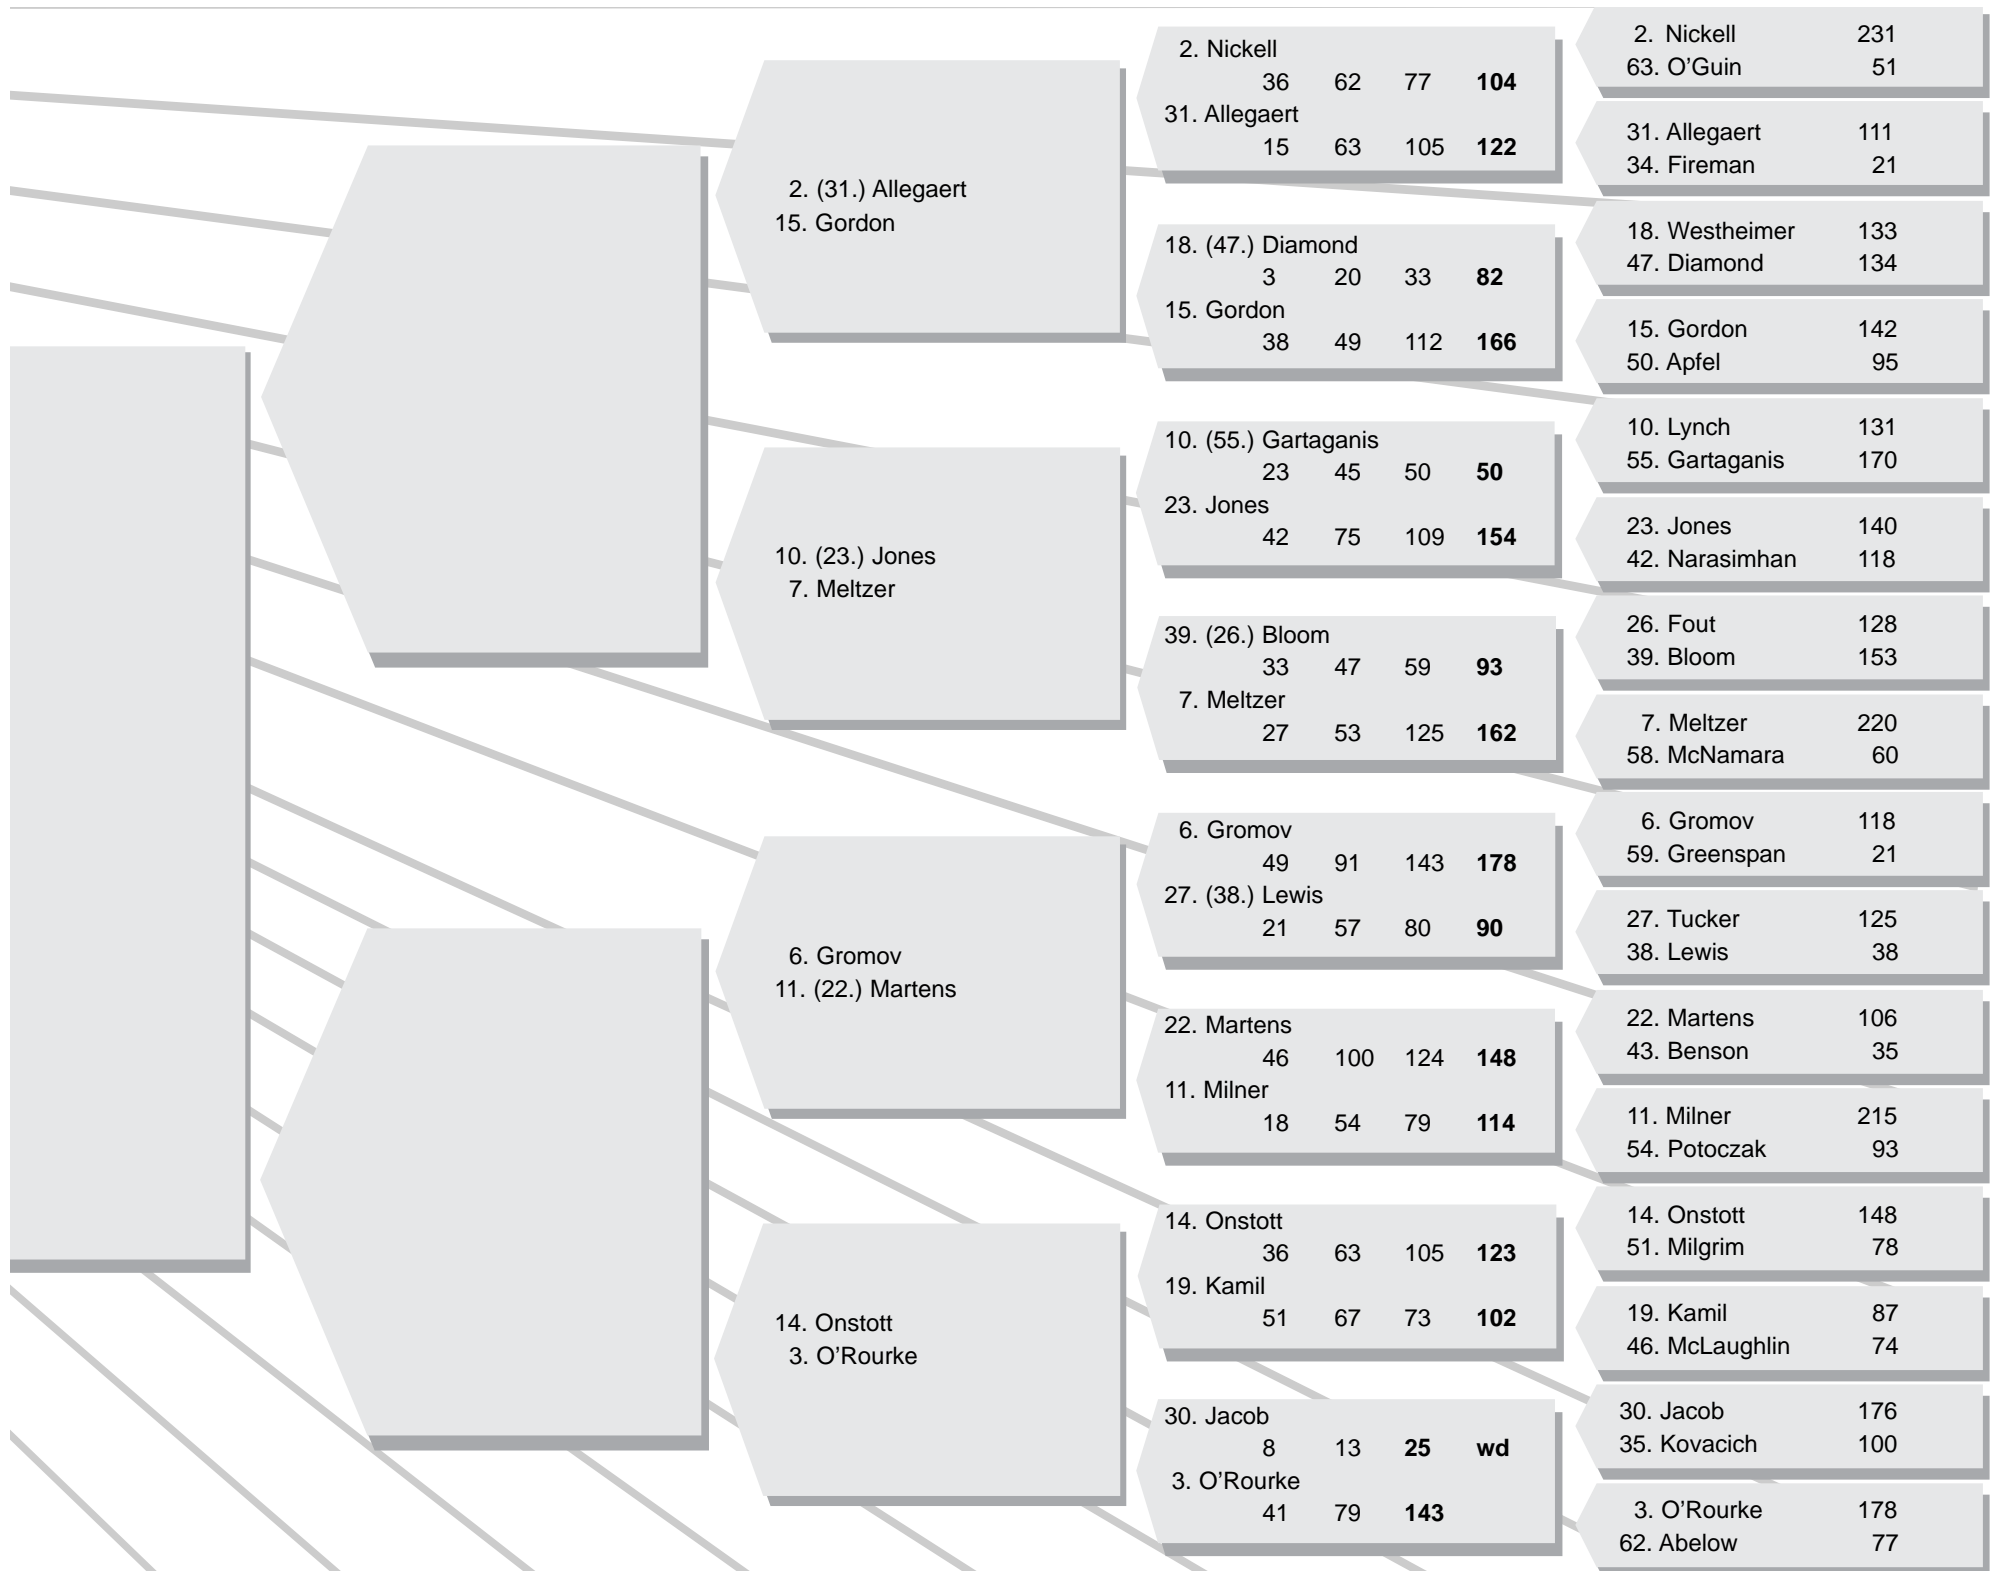 2. (31.) Allegaert
15. Gordon
10. (23.) Jones
7. Meltzer
6. Gromov
11. (22.) Martens
14. Onstott
3. O’Rourke
2. Nickell
36 62 77 104
31. Allegaert
15 63 105 122
18. (47.) Diamond
3 20 33 82
15. Gordon
38 49 112 166
10. (55.) Gartaganis
23 45 50 50
23. Jones
42 75 109 154
39. (26.) Bloom
33 47 59 93
7. Meltzer
27 53 125 162
6. Gromov
49 91 143 178
27. (38.) Lewis
21 57 80 90
22. Martens
46 100 124 148
11. Milner
18 54 79 114
14. Onstott
36 63 105 123
19. Kamil
51 67 73 102
30. Jacob
8 13 25 wd
3. O’Rourke
41 79 143
2. Nickell 231
63. O’Guin 51
31. Allegaert 111
34. Fireman 21
18. Westheimer 133
47. Diamond 134
15. Gordon 142
50. Apfel 95
10. Lynch 131
55. Gartaganis 170
23. Jones 140
42. Narasimhan 118
26. Fout 128
39. Bloom 153
7. Meltzer 220
58. McNamara 60
6. Gromov 118
59. Greenspan 21
27. Tucker 125
38. Lewis 38
22. Martens 106
43. Benson 35
11. Milner 215
54. Potoczak 93
14. Onstott 148
51. Milgrim 78
19. Kamil 87
46. McLaughlin 74
30. Jacob 176
35. Kovacich 100
3. O’Rourke 178
62. Abelow 77